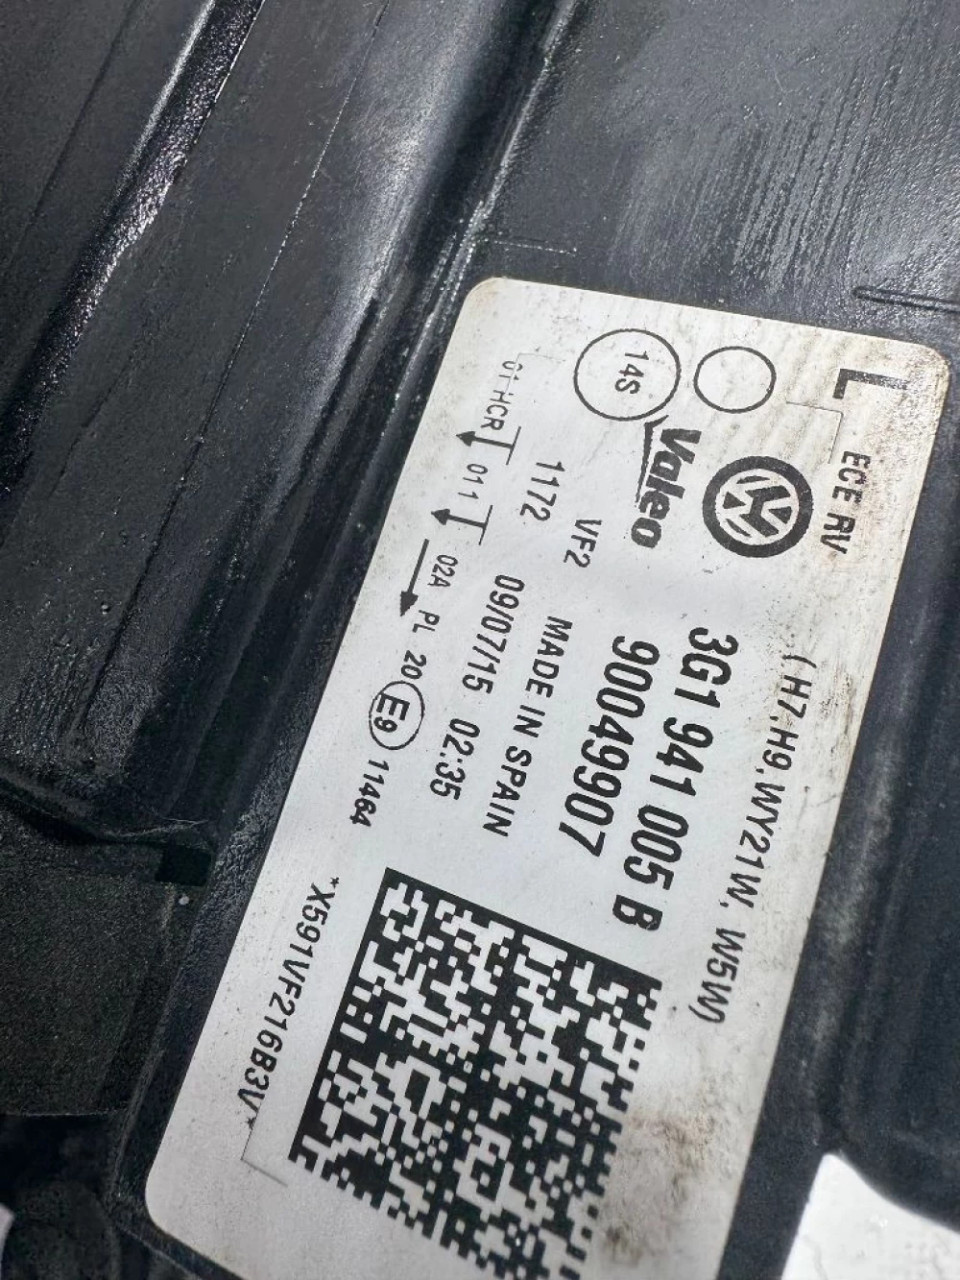 L ECE RV (H7.H9.WY21W, W5W)
14S
Valeo
3G1 941 005 B
90049907
VF2 MADE IN SPAIN
1172 09/07/15 02:35
01 HCR 011 02A PL 20 E9 11464
*X591VF216B3V*